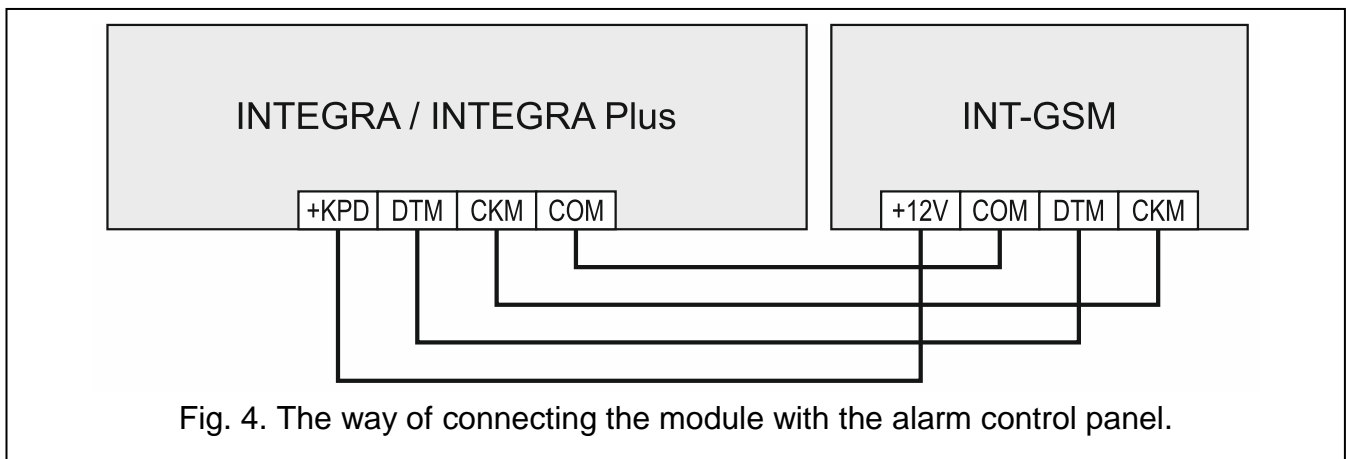 INTEGRA / INTEGRA Plus
INT-GSM
+KPD DTM CKM COM
+12V COM DTM CKM
Fig. 4. The way of connecting the module with the alarm control panel.